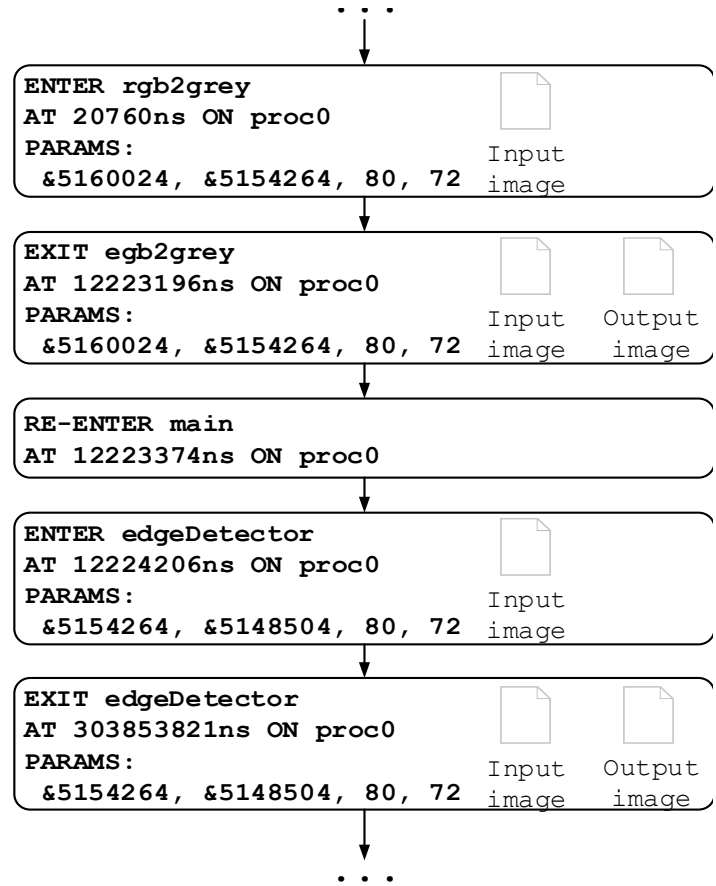 . . .
ENTER rgb2grey
AT 20760ns ON proc0
PARAMS:
&5160024, &5154264, 80, 72
Input
image
EXIT egb2grey
AT 12223196ns ON proc0
PARAMS:
&5160024, &5154264, 80, 72
Input
image
Output
image
RE-ENTER main
AT 12223374ns ON proc0
ENTER edgeDetector
AT 12224206ns ON proc0
PARAMS:
&5154264, &5148504, 80, 72
Input
image
EXIT edgeDetector
AT 303853821ns ON proc0
PARAMS:
&5154264, &5148504, 80, 72
Input
image
Output
image
. . .